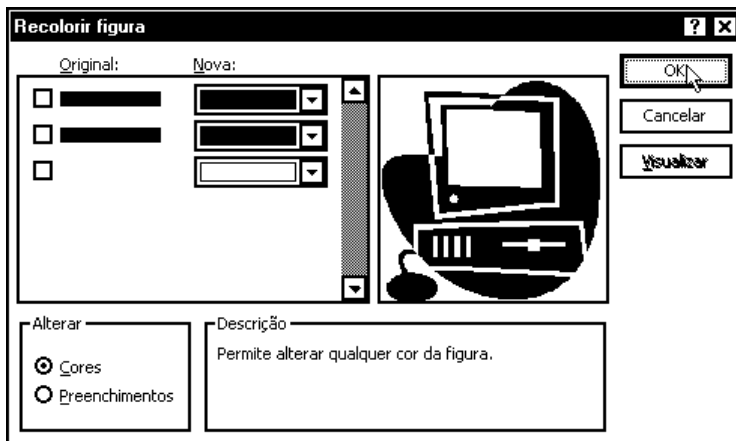 Recolorir figura
Original: Nova:
OK
Cancelar
Visualizar
Alterar
Cores
Preenchimentos
Descrição
Permite alterar qualquer cor da figura.